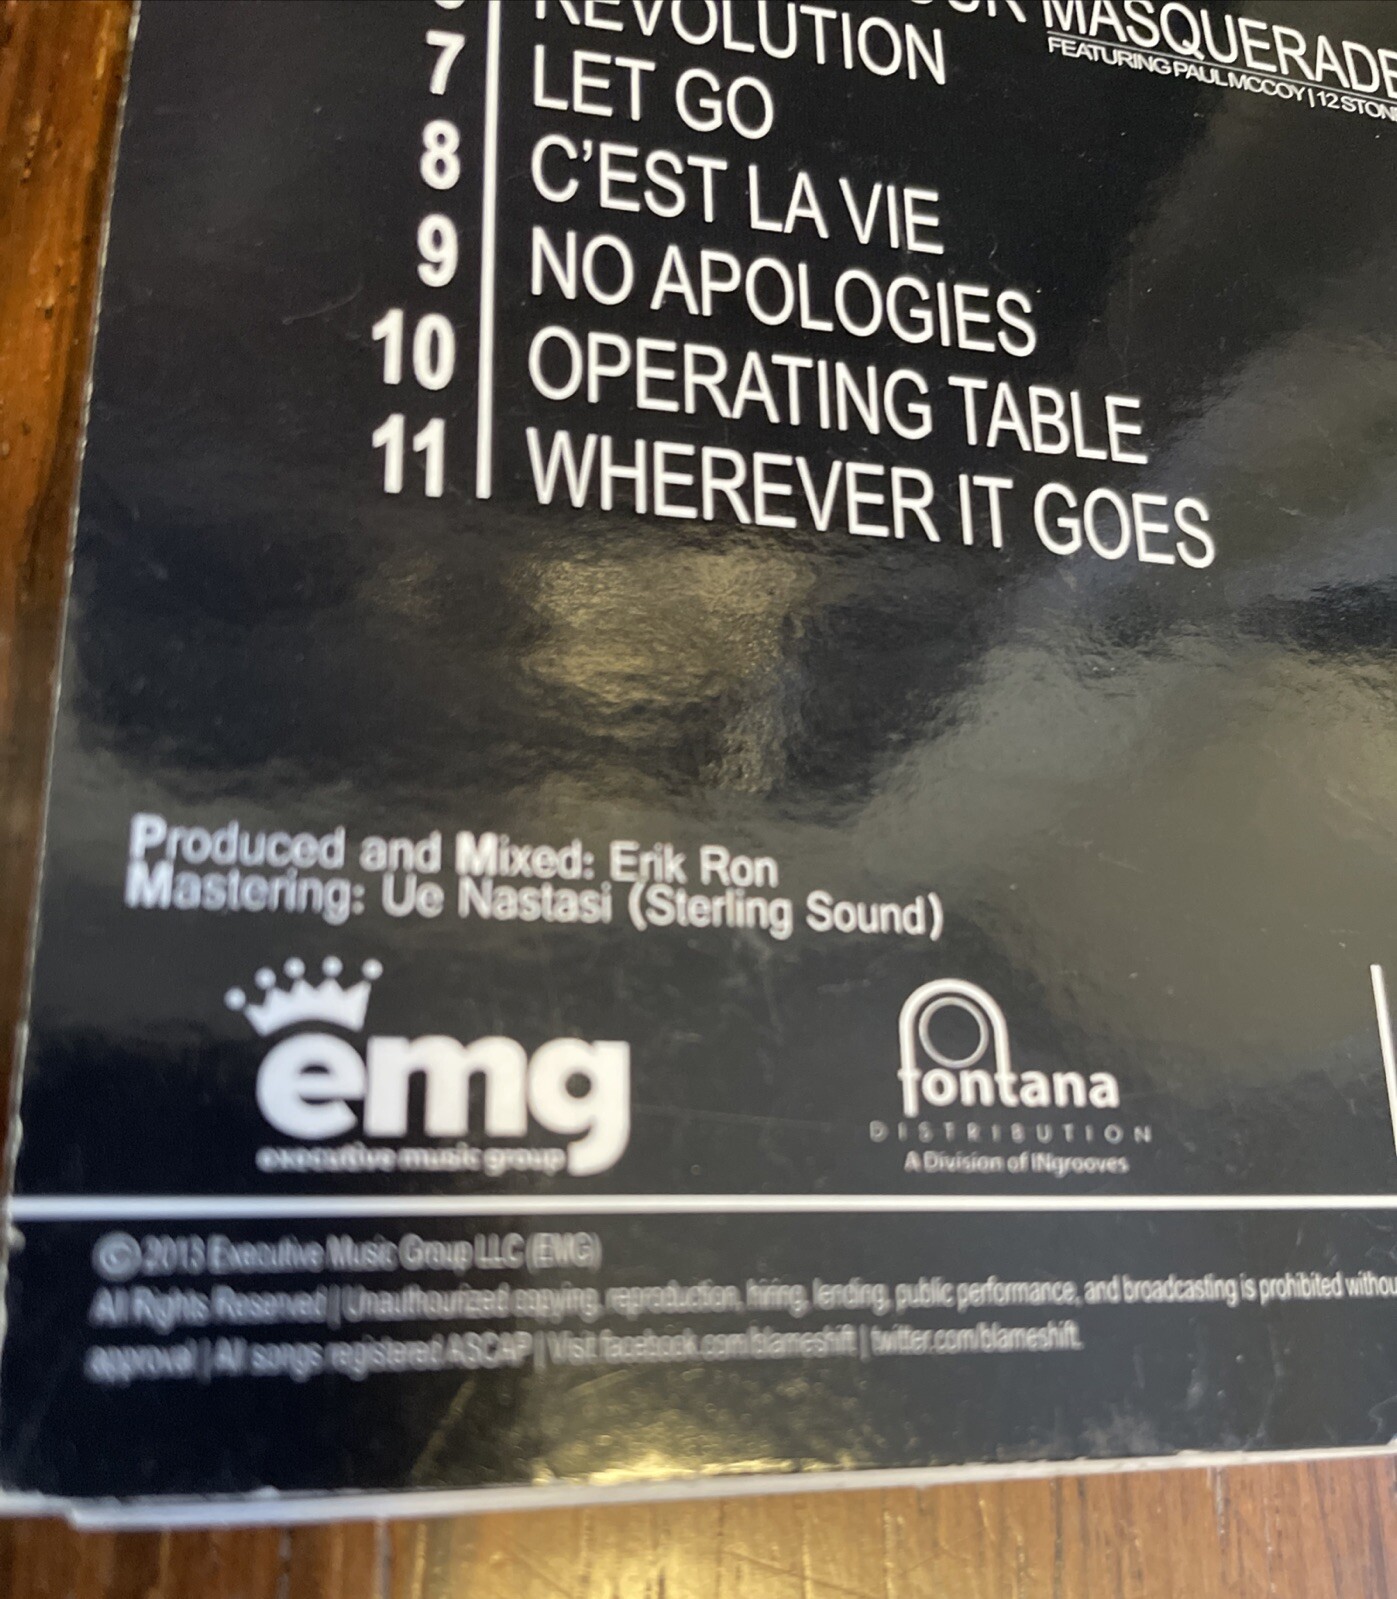 MASQUERADE
FEATURING PAUL MCCOY | 12 STON
REVOLUTION
7 LET GO
8 C'EST LA VIE
9 NO APOLOGIES
10 OPERATING TABLE
11 WHEREVER IT GOES
Produced and Mixed: Erik Ron
Mastering: Ue Nastasi (Sterling Sound)
emg
executive music group
fontana
DISTRIBUTION
A Division of INgrooves
© 2013 Executive Music Group LLC (EMG)
All Rights Reserved | Unauthourized copying, reproduction, hiring, lending, public performance, and broadcasting is prohibited withou
approval | All songs registered ASCAP | Visit facebook.com/blameshift | twitter.com/blameshift.